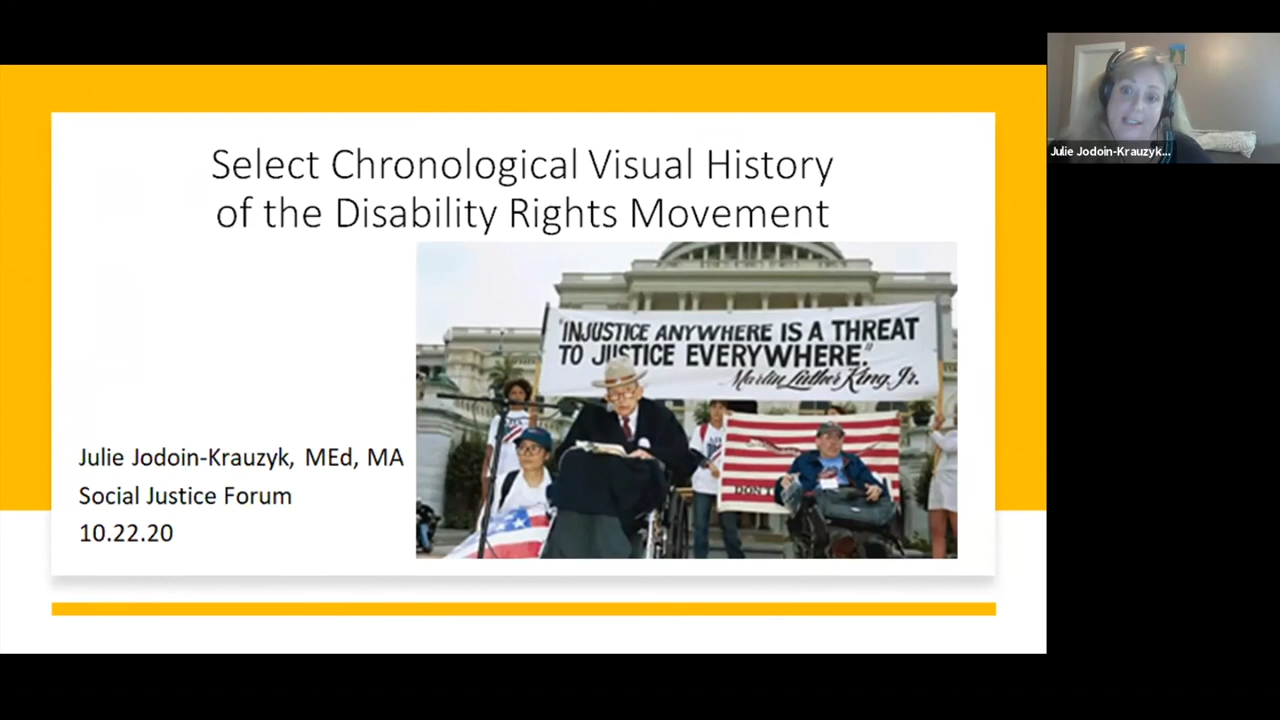 Select Chronological Visual History
of the Disability Rights Movement
"INJUSTICE ANYWHERE IS A THREAT
TO JUSTICE EVERYWHERE."
Martin Luther King, Jr.
DON'T
Julie Jodoin-Krauzyk, MEd, MA
Social Justice Forum
10.22.20
Julie Jodoin-Krauzyk...